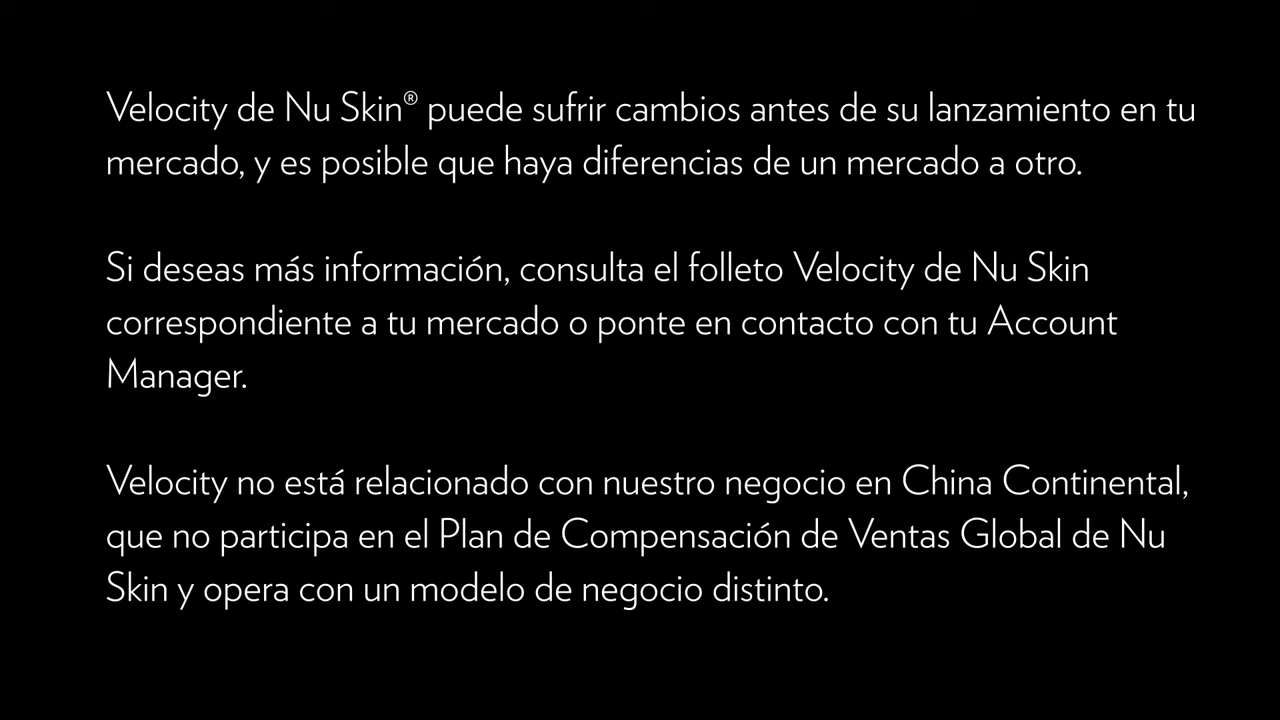 Velocity de Nu Skin® puede sufrir cambios antes de su lanzamiento en tu
mercado, y es posible que haya diferencias de un mercado a otro.
Si deseas más información, consulta el folleto Velocity de Nu Skin
correspondiente a tu mercado o ponte en contacto con tu Account
Manager.
Velocity no está relacionado con nuestro negocio en China Continental,
que no participa en el Plan de Compensación de Ventas Global de Nu
Skin y opera con un modelo de negocio distinto.